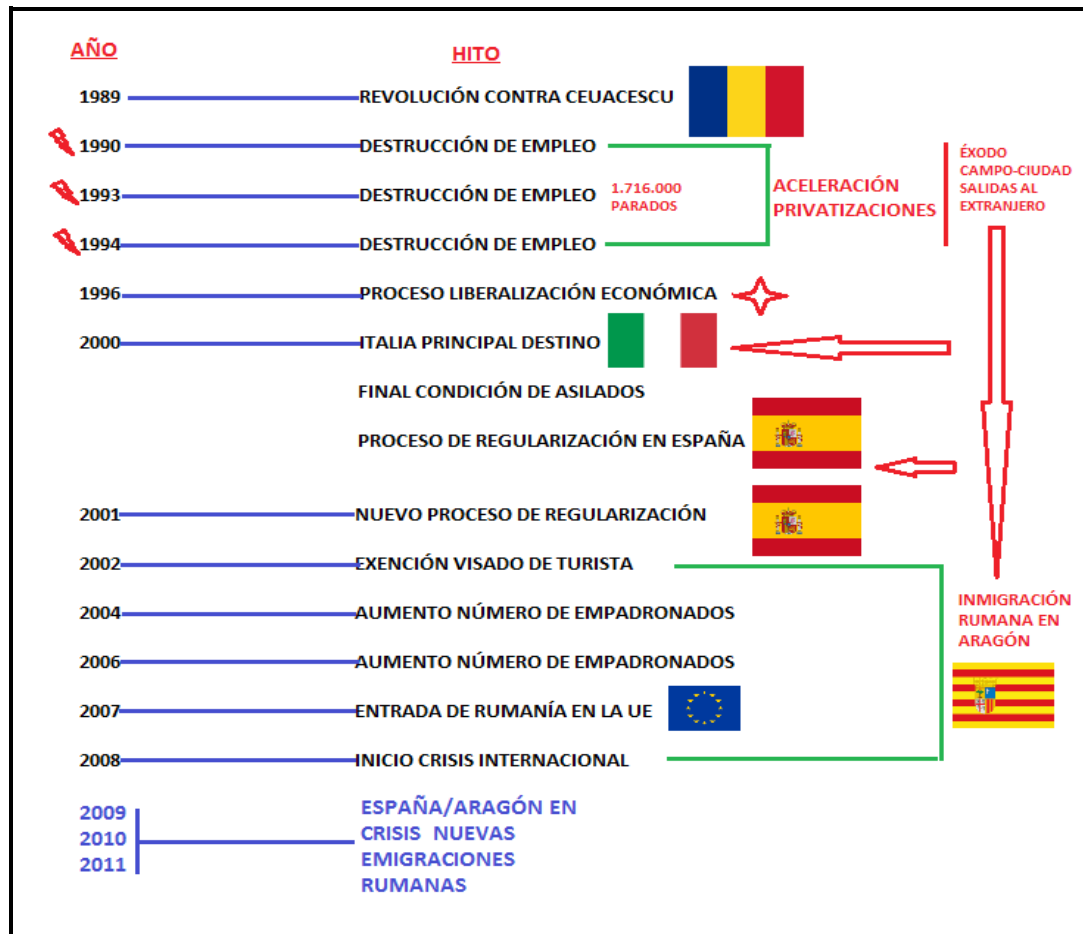 AÑO HITO
1989 REVOLUCIÓN CONTRA CEUACESCU
1990 DESTRUCCIÓN DE EMPLEO
1993 DESTRUCCIÓN DE EMPLEO
1.716.000
PARADOS
1994 DESTRUCCIÓN DE EMPLEO
ACELERACIÓN
PRIVATIZACIONES
ÉXODO
CAMPO-CIUDAD
SALIDAS AL
EXTRANJERO
1996 PROCESO LIBERALIZACIÓN ECONÓMICA
2000 ITALIA PRINCIPAL DESTINO
FINAL CONDICIÓN DE ASILADOS
PROCESO DE REGULARIZACIÓN EN ESPAÑA
2001 NUEVO PROCESO DE REGULARIZACIÓN
2002 EXENCIÓN VISADO DE TURISTA
2004 AUMENTO NÚMERO DE EMPADRONADOS
2006 AUMENTO NÚMERO DE EMPADRONADOS
2007 ENTRADA DE RUMANÍA EN LA UE
2008 INICIO CRISIS INTERNACIONAL
INMIGRACIÓN
RUMANA EN
ARAGÓN
2009
2010
2011
ESPAÑA/ARAGÓN EN
CRISIS NUEVAS
EMIGRACIONES
RUMANAS